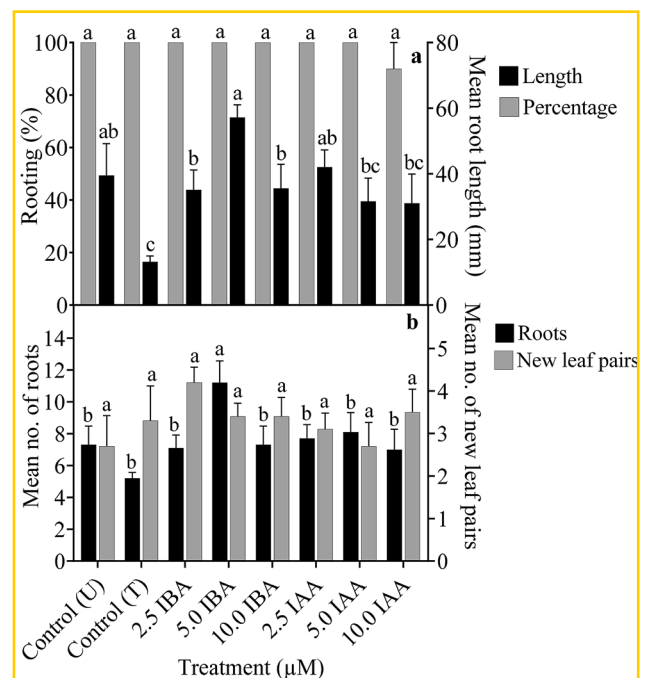 a a a a a a a a
100
80
60
40
20
0
Rooting (%)
ab c b a b ab bc bc
a
80
60
40
20
0
Mean root length (mm)
Length
Percentage
14
12
10
8
6
4
2
0
Mean no. of roots
b a b a b a a a b a b a b a b a
b
5
4
3
2
1
0
Mean no. of new leaf pairs
Roots
New leaf pairs
Control (U)
Control (T)
2.5 IBA
5.0 IBA
10.0 IBA
2.5 IAA
5.0 IAA
10.0 IAA
Treatment (µM)